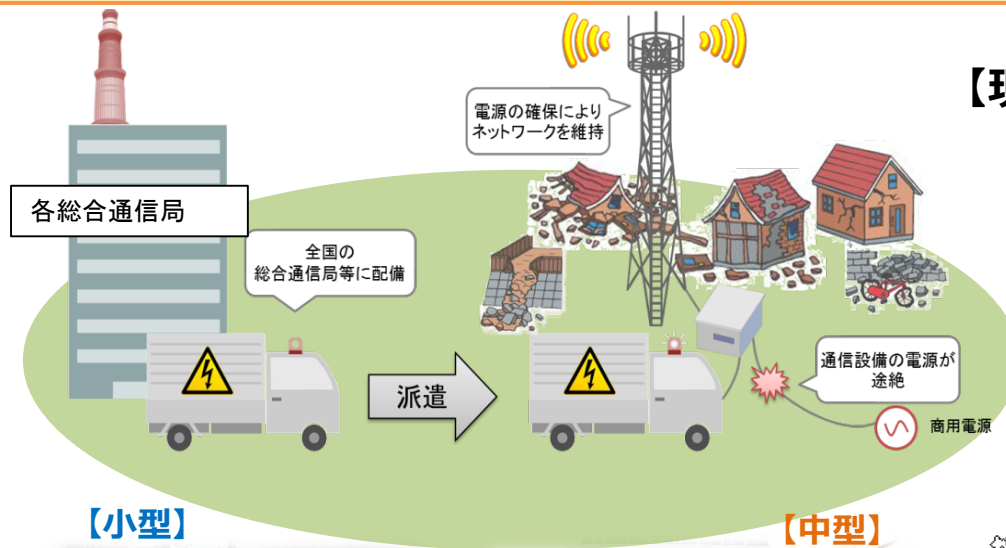 【現
電源の確保により
ネットワークを維持
各総合通信局
全国の
総合通信局等に配備
派遣
通信設備の電源が
途絶
商用電源
【小型】
【中型】